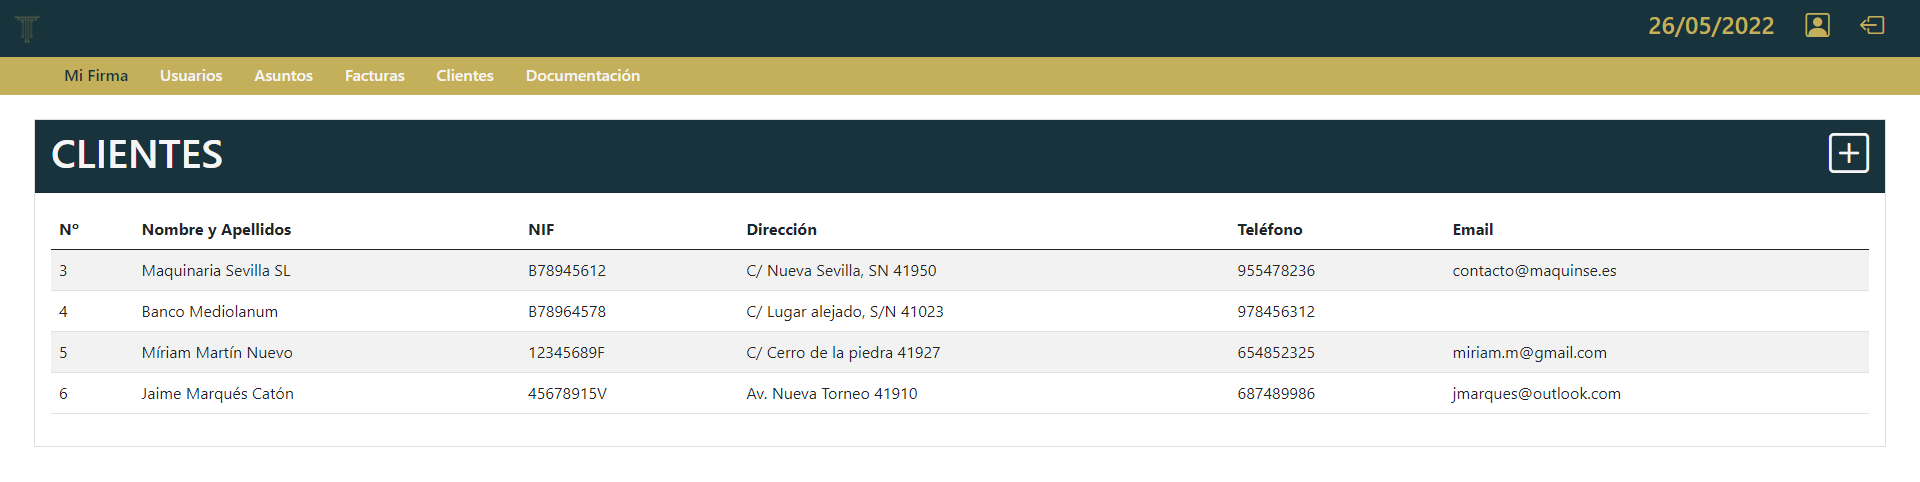 26/05/2022
Mi Firma Usuarios Asuntos Facturas Clientes Documentación
CLIENTES
Nº Nombre y Apellidos NIF Dirección Teléfono Email
3 Maquinaria Sevilla SL B78945612 C/ Nueva Sevilla, SN 41950 955478236 contacto@maquinse.es
4 Banco Mediolanum B78964578 C/ Lugar alejado, S/N 41023 978456312
5 Míriam Martín Nuevo 12345689F C/ Cerro de la piedra 41927 654852325 miriam.m@gmail.com
6 Jaime Marqués Catón 45678915V Av. Nueva Torneo 41910 687489986 jmarques@outlook.com